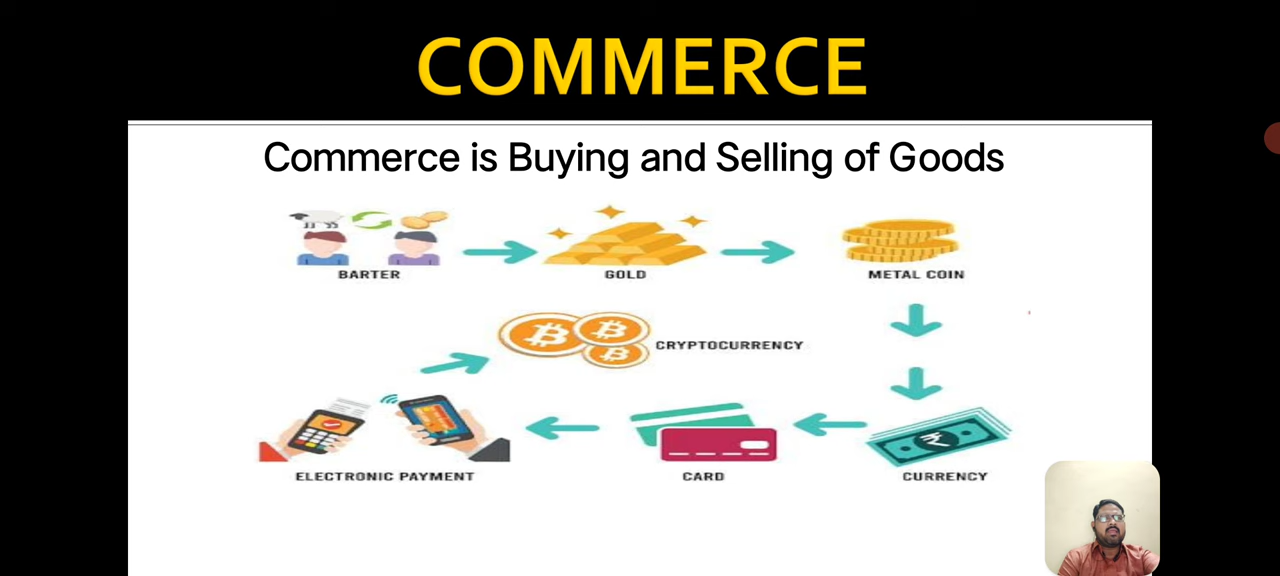 COMMERCE
Commerce is Buying and Selling of Goods
BARTER
GOLD
METAL COIN
CRYPTOCURRENCY
ELECTRONIC PAYMENT
CARD
CURRENCY